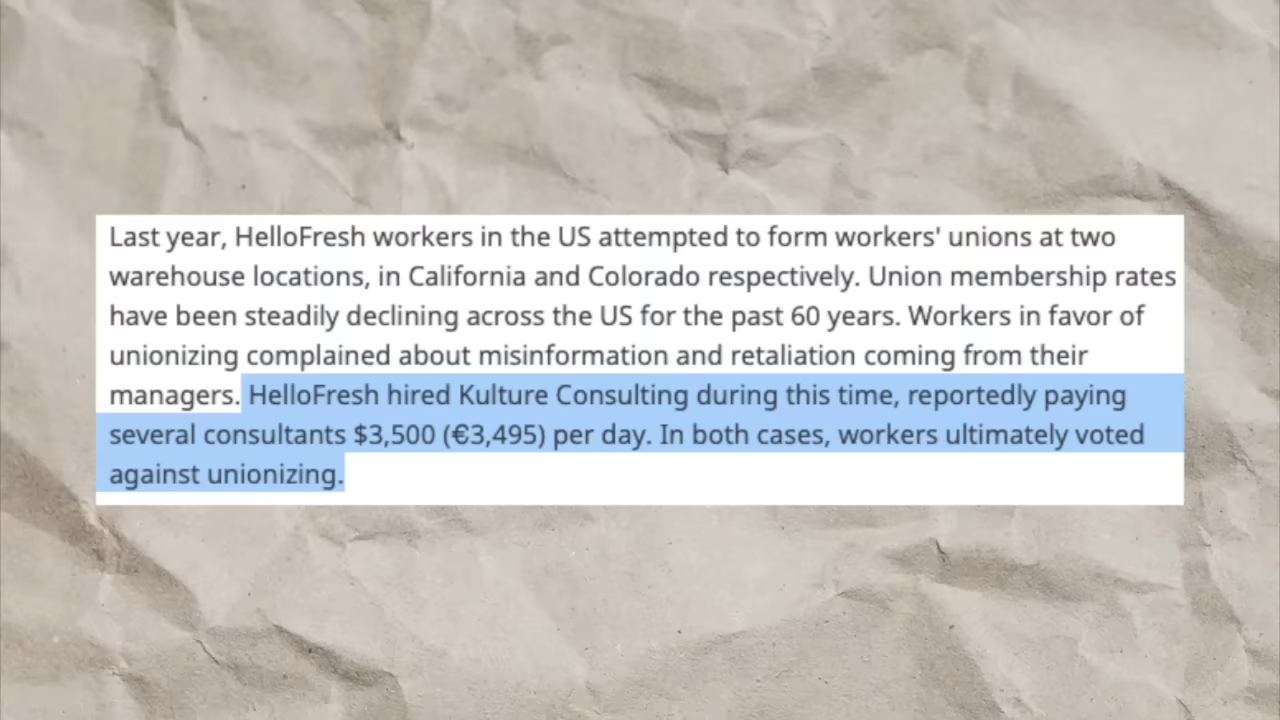 Last year, HelloFresh workers in the US attempted to form workers' unions at two
warehouse locations, in California and Colorado respectively. Union membership rates
have been steadily declining across the US for the past 60 years. Workers in favor of
unionizing complained about misinformation and retaliation coming from their
managers. HelloFresh hired Kulture Consulting during this time, reportedly paying
several consultants $3,500 (€3,495) per day. In both cases, workers ultimately voted
against unionizing.